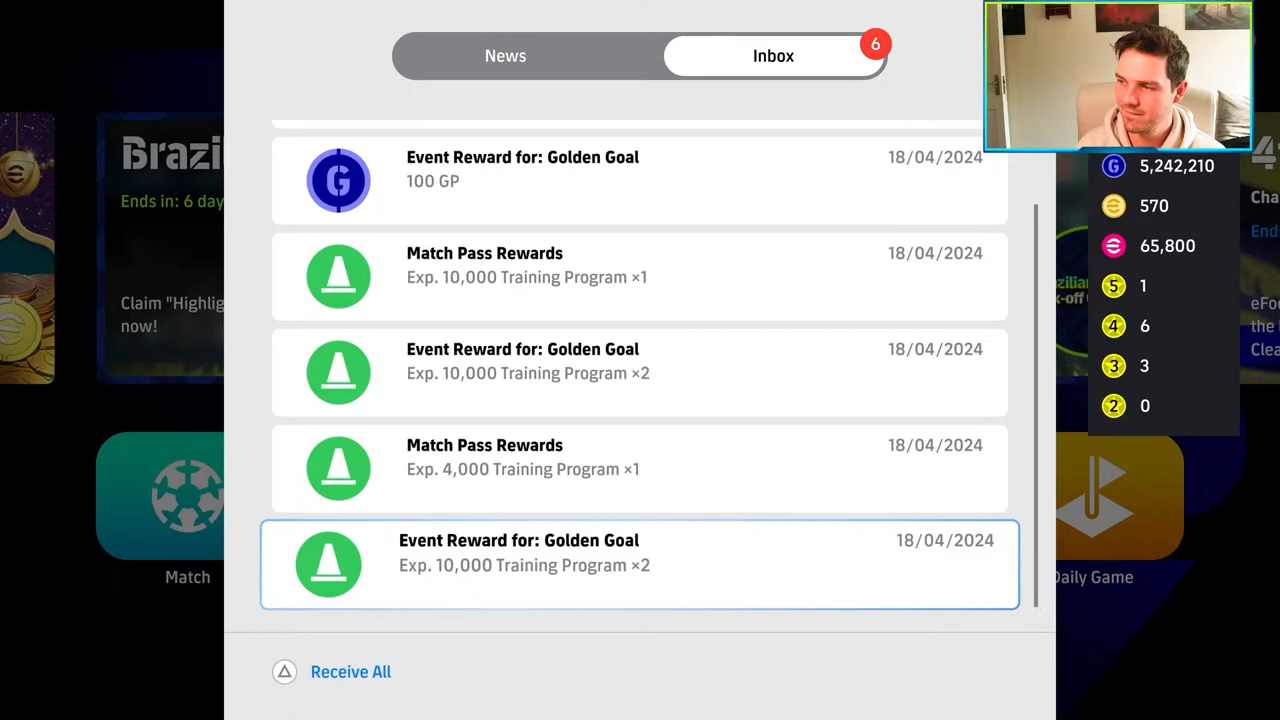 News
Inbox
6
Event Reward for: Golden Goal
18/04/2024
100 GP
Match Pass Rewards
18/04/2024
Exp. 10,000 Training Program ×1
Event Reward for: Golden Goal
18/04/2024
Exp. 10,000 Training Program ×2
Match Pass Rewards
18/04/2024
Exp. 4,000 Training Program ×1
Event Reward for: Golden Goal
18/04/2024
Exp. 10,000 Training Program ×2
Receive All
G 5,242,210
570
65,800
5 1
4 6
3 3
2 0
Brazi
Ends in: 6 day
Claim "Highlig
now!
Match
Daily Game
4
Cha
Ends
eFoo
the
Clea
zilian
k-off